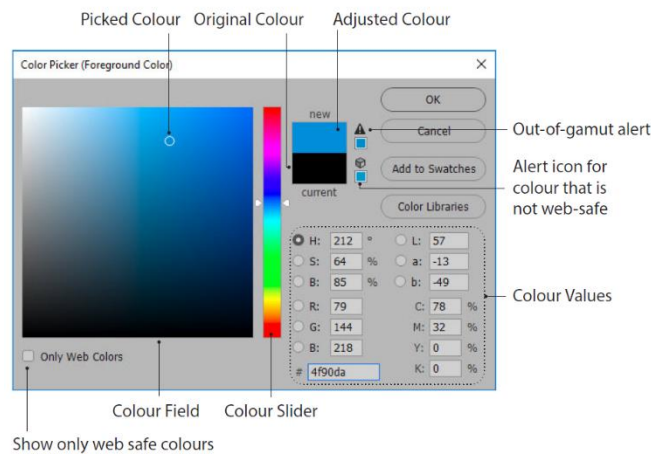 Picked Colour Original Colour Adjusted Colour
Color Picker (Foreground Color)
new
OK
Cancel
Out-of-gamut alert
Add to Swatches
Alert icon for
colour that is
not web-safe
current
Color Libraries
H: 212 ° L: 57
S: 64 % a: -13
B: 85 % b: -49
R: 79 C: 78 %
G: 144 M: 32 %
B: 218 Y: 0 %
# 4f90da K: 0 %
Colour Values
Only Web Colors
Colour Field Colour Slider
Show only web safe colours